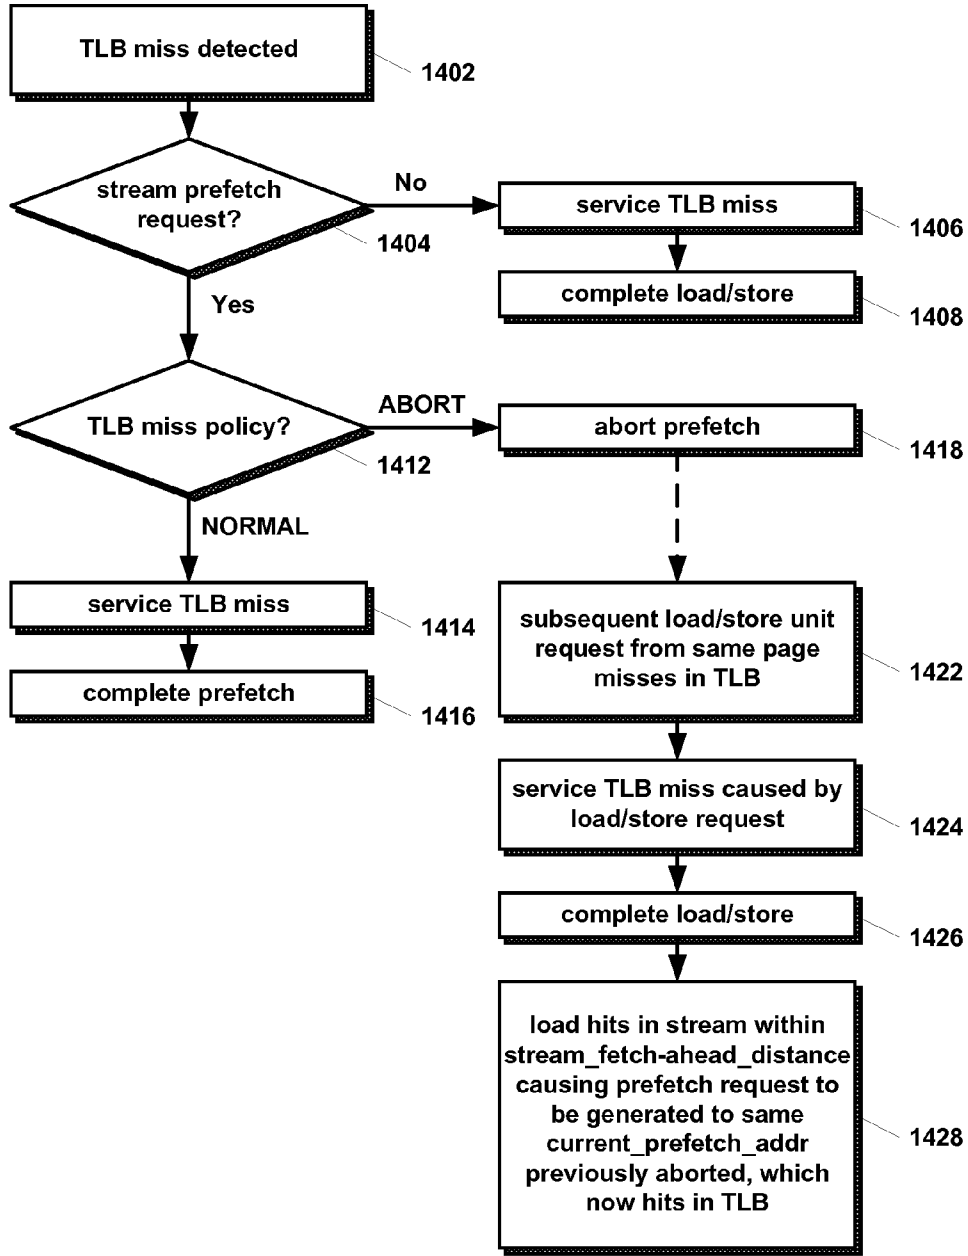 TLB miss detected
1402
stream prefetch
request?
1404
No
service TLB miss
1406
complete load/store
1408
Yes
TLB miss policy?
1412
ABORT
abort prefetch
1418
NORMAL
service TLB miss
1414
complete prefetch
1416
subsequent load/store unit
request from same page
misses in TLB
1422
service TLB miss caused by
load/store request
1424
complete load/store
1426
load hits in stream within
stream_fetch-ahead_distance
causing prefetch request to
be generated to same
current_prefetch_addr
previously aborted, which
now hits in TLB
1428